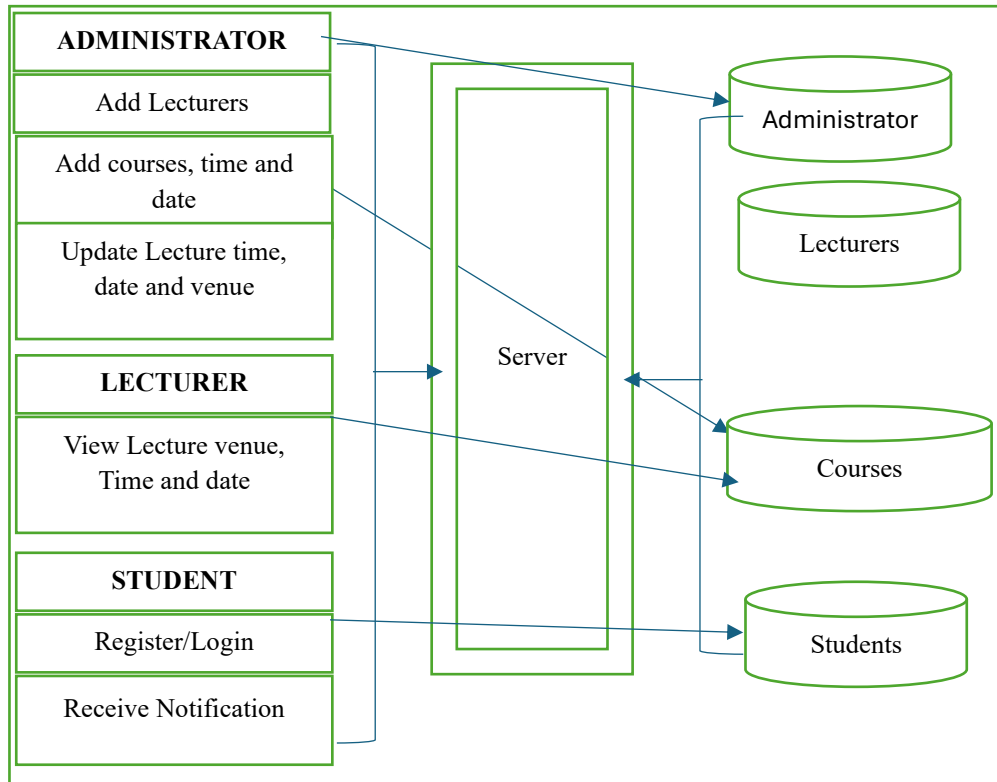 ADMINISTRATOR
Add Lecturers
Add courses, time and
date
Update Lecture time,
date and venue
LECTURER
View Lecture venue,
Time and date
STUDENT
Register/Login
Receive Notification
Server
Administrator
Lecturers
Courses
Students